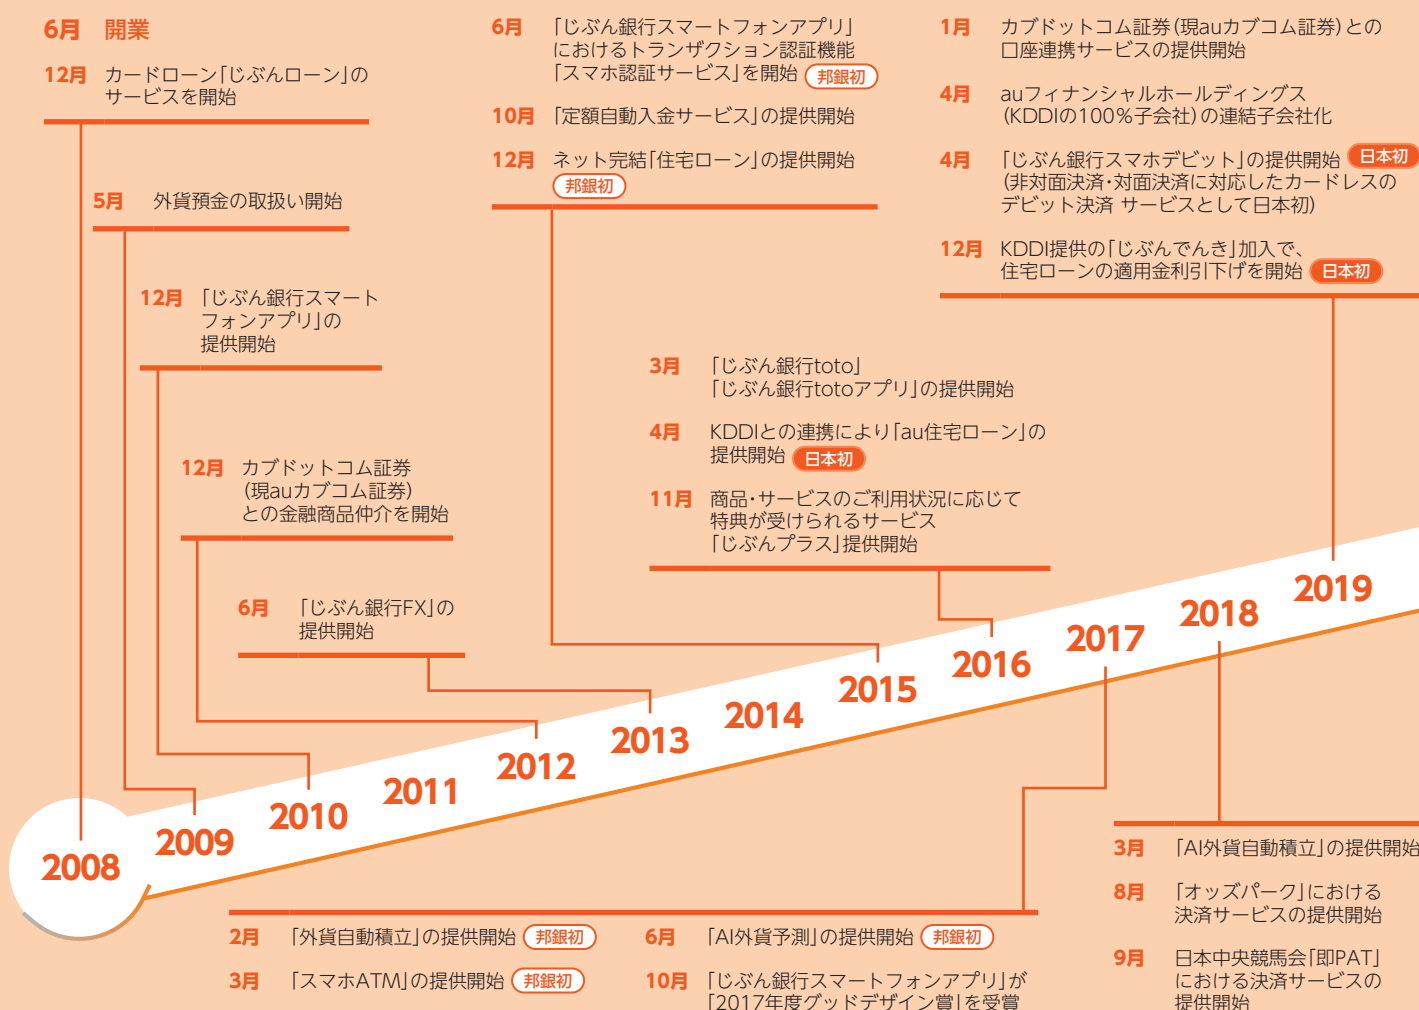 6月 開業
12月 カードローン「じぶんローン」の
サービスを開始
5月 外貨預金の取扱い開始
12月 「じぶん銀行スマート
フォンアプリ」の
提供開始
12月 カブドットコム証券
(現auカブコム証券)
との金融商品仲介を開始
6月 「じぶん銀行FX」の
提供開始
6月 「じぶん銀行スマートフォンアプリ」
におけるトランザクション認証機能
「スマホ認証サービス」を開始 邦銀初
10月 「定額自動入金サービス」の提供開始
12月 ネット完結「住宅ローン」の提供開始
邦銀初
3月 「じぶん銀行toto」
「じぶん銀行totoアプリ」の提供開始
4月 KDDIとの連携により「au住宅ローン」の
提供開始 日本初
11月 商品・サービスのご利用状況に応じて
特典が受けられるサービス
「じぶんプラス」提供開始
1月 カブドットコム証券(現auカブコム証券)との
口座連携サービスの提供開始
4月 auフィナンシャルホールディングス
(KDDIの100%子会社)の連結子会社化
4月 「じぶん銀行スマホデビット」の提供開始 日本初
(非対面決済・対面決済に対応したカードレスの
デビット決済 サービスとして日本初)
12月 KDDI提供の「じぶんでんき」加入で、
住宅ローンの適用金利引下げを開始 日本初
2008
2009
2010
2011
2012
2013
2014
2015
2016
2017
2018
2019
2月 「外貨自動積立」の提供開始 邦銀初
3月 「スマホATM」の提供開始 邦銀初
6月 「AI外貨予測」の提供開始 邦銀初
10月 「じぶん銀行スマートフォンアプリ」が
「2017年度グッドデザイン賞」を受賞
3月 「AI外貨自動積立」の提供開始
8月 「オッズパーク」における
決済サービスの提供開始
9月 日本中央競馬会「即PAT」
における決済サービスの
提供開始